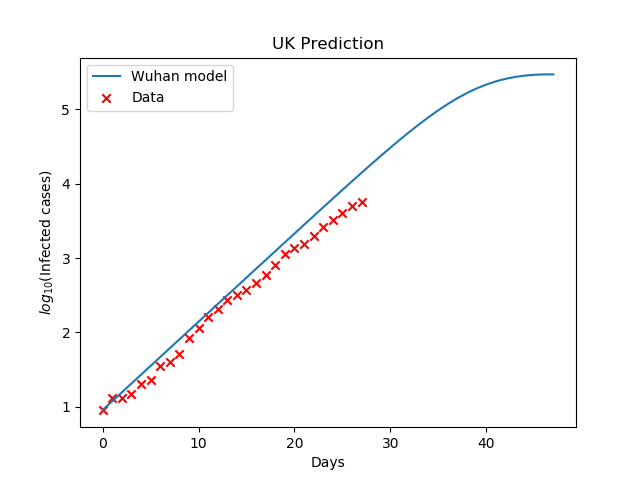 UK Prediction
Wuhan model
Data
log₁₀(Infected cases)
5
4
3
2
1
0 10 20 30 40
Days